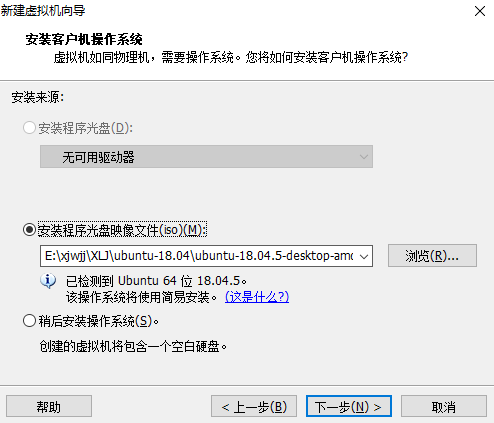 新建虚拟机向导
安装客户机操作系统
虚拟机如同物理机，需要操作系统。您将如何安装客户机操作系统?
安装来源:
安装程序光盘(D):
无可用驱动器
安装程序光盘映像文件(iso)(M):
E:\xjwjj\XLJ\ubuntu-18.04\ubuntu-18.04.5-desktop-amd
浏览(R)...
已检测到 Ubuntu 64 位 18.04.5。
该操作系统将使用简易安装。 (这是什么?)
稍后安装操作系统(S)。
创建的虚拟机将包含一个空白硬盘。
帮助
< 上一步(B)
下一步(N) >
取消